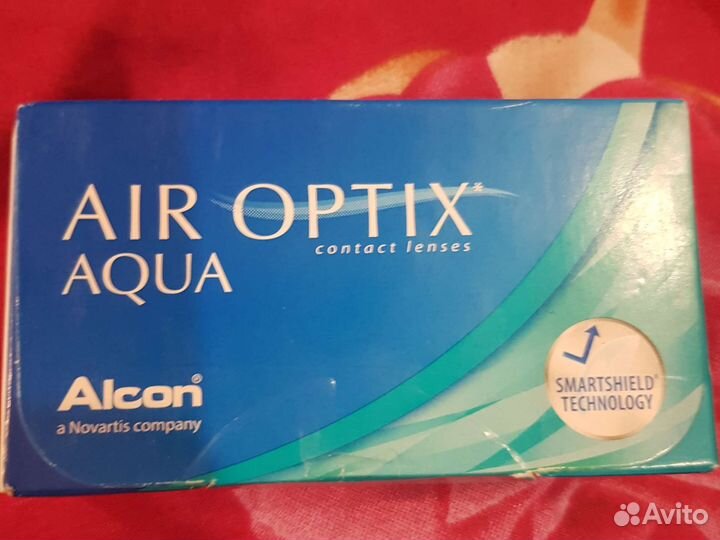 AIR OPTIX*
contact lenses
AQUA
Alcon®
a Novartis company
SMARTSHIELD®
TECHNOLOGY
Avito